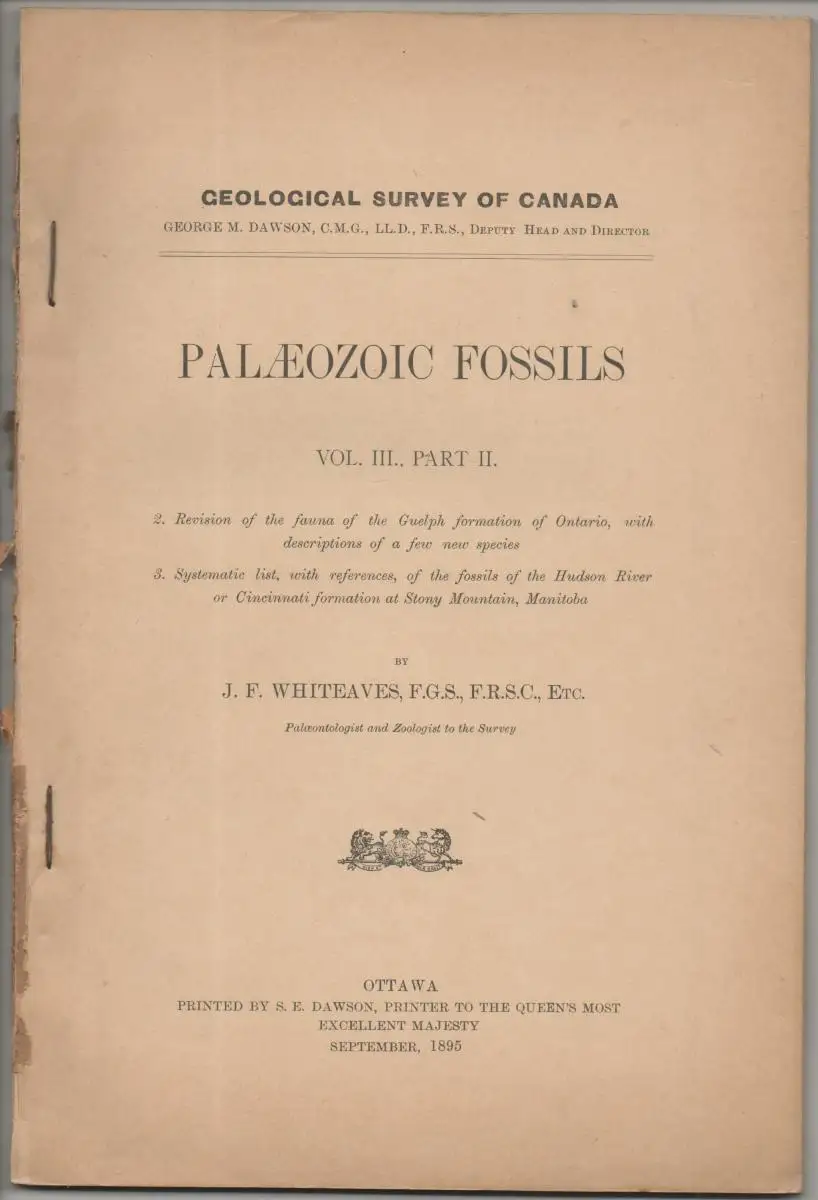 GEOLOGICAL SURVEY OF CANADA
GEORGE M. DAWSON, C.M.G., LL.D., F.R.S., DEPUTY HEAD AND DIRECTOR
PALÆOZOIC FOSSILS
VOL. III., PART II.
2. Revision of the fauna of the Guelph formation of Ontario, with
descriptions of a few new species
3. Systematic list, with references, of the fossils of the Hudson River
or Cincinnati formation at Stony Mountain, Manitoba
BY
J. F. WHITEAVES, F.G.S., F.R.S.C., ETC.
Palæontologist and Zoologist to the Survey
OTTAWA
PRINTED BY S. E. DAWSON, PRINTER TO THE QUEEN'S MOST
EXCELLENT MAJESTY
SEPTEMBER, 1895